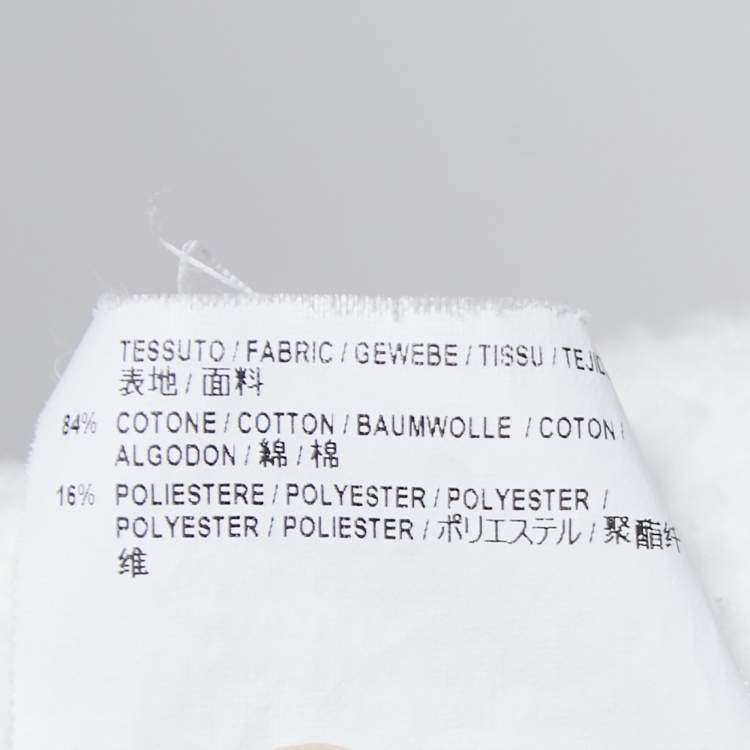 TESSUTO / FABRIC / GEWEBE / TISSU /
表地 / 面料
84% COTONE / COTTON / BAUMWOLLE / COTON /
ALGODON / 綿 / 棉
16% POLIESTERE / POLYESTER / POLYESTER /
POLYESTER / POLIESTER / ポリエステル / 聚酯纤
维